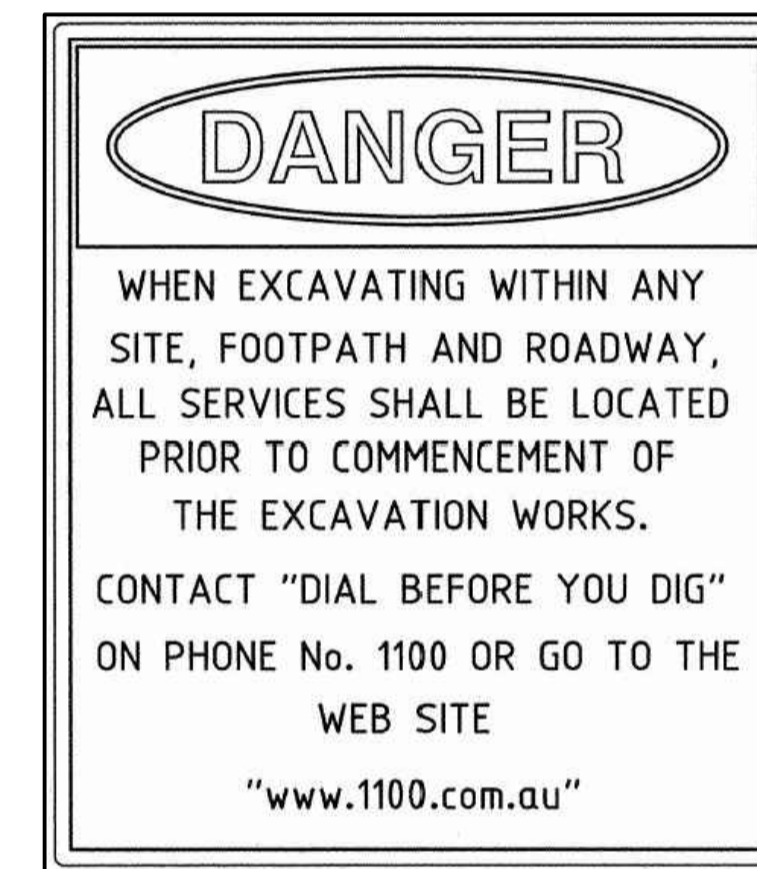 DANGER
WHEN EXCAVATING WITHIN ANY
SITE, FOOTPATH AND ROADWAY,
ALL SERVICES SHALL BE LOCATED
PRIOR TO COMMENCEMENT OF
THE EXCAVATION WORKS.
CONTACT "DIAL BEFORE YOU DIG"
ON PHONE No. 1100 OR GO TO THE
WEB SITE
"www.1100.com.au"